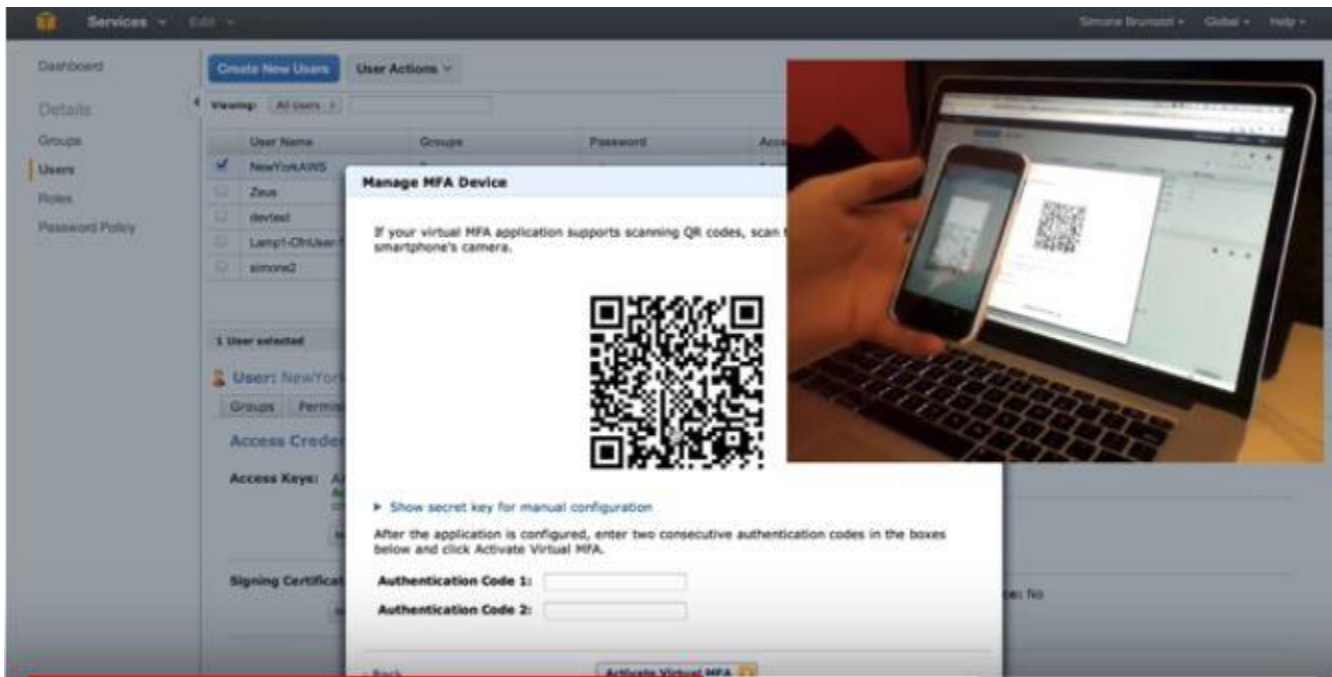 Services Edit
Simone Brunozzi Global Help
Dashboard
Details
Groups
Users
Roles
Password Policy
Create New Users User Actions
Viewing: All Users
User Name Groups Password
NewYorkAWS
Zeus
devtest
simone2
1 User selected
User: NewYork
Groups
Access Creden
Access Keys:
Signing Certificat
Manage MFA Device
If your virtual MFA application supports scanning QR codes, scan
smartphone's camera.
Show secret key for manual configuration
After the application is configured, enter two consecutive authentication codes in the boxes
below and click Activate Virtual MFA.
Authentication Code 1:
Authentication Code 2:
No
Back
Activate Virtual MFA